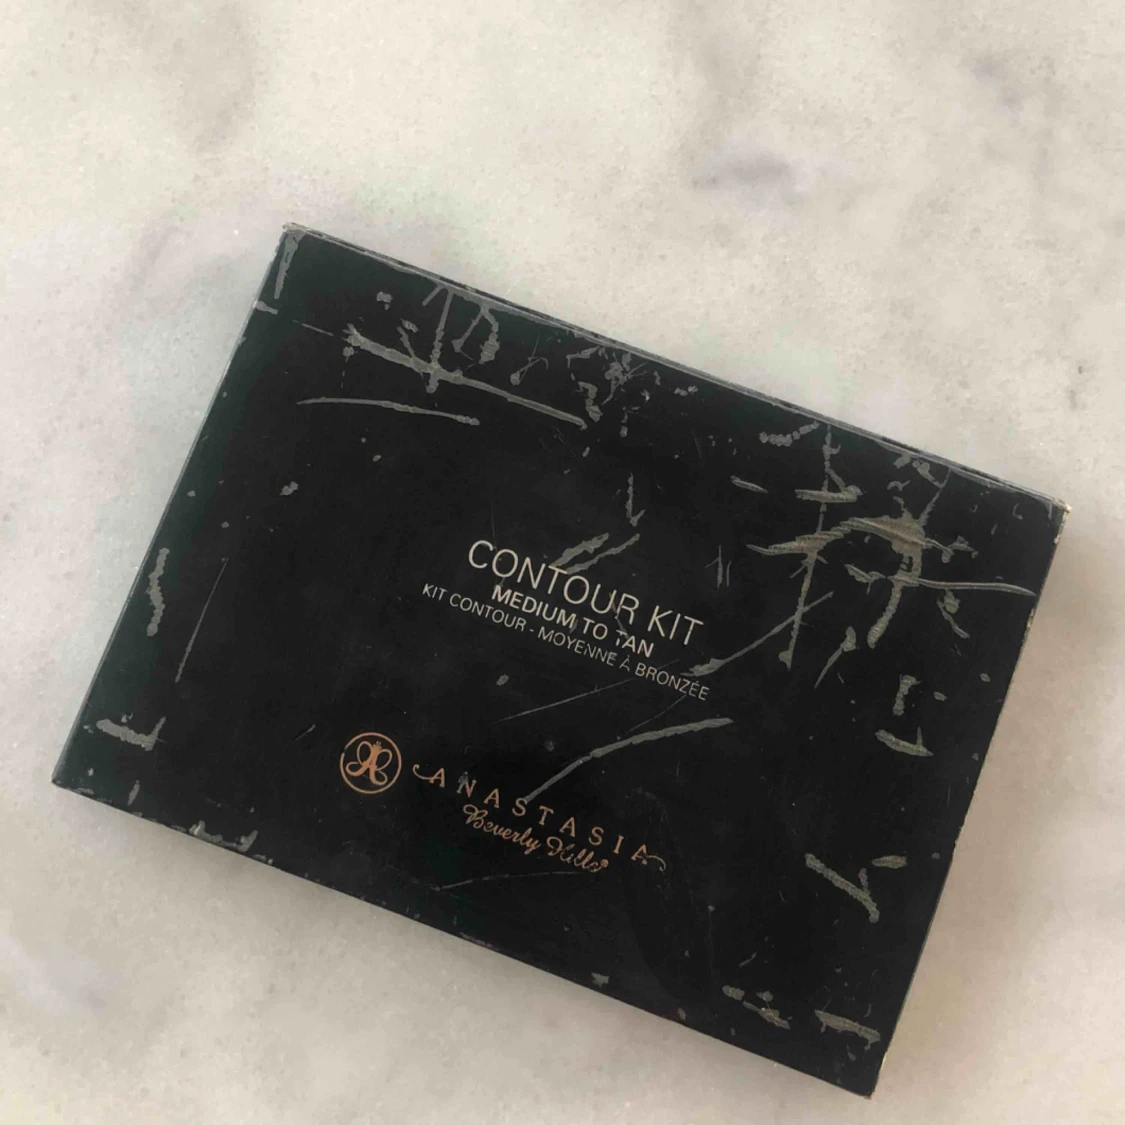 CONTOUR KIT
MEDIUM TO TAN
KIT CONTOUR - MOYENNE À BRONZÉE
ANASTASIA
Beverly Hills®